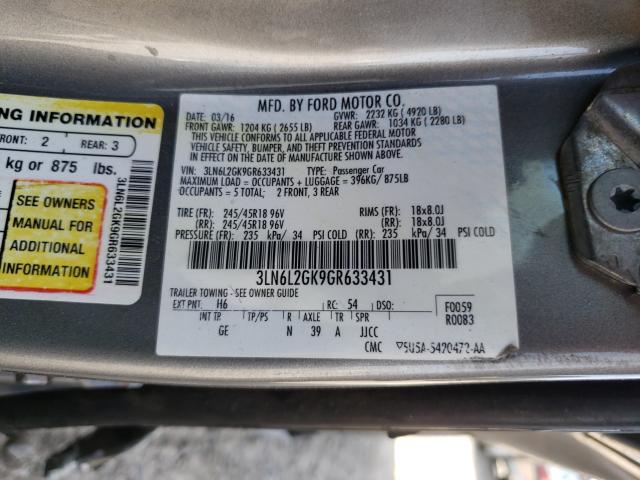 NG INFORMATION
FRONT: 2 REAR: 3
kg or 875 lbs.
SEE OWNERS
MANUAL FOR
ADDITIONAL
INFORMATION
3LN6L2GK9GR633431
MFD. BY FORD MOTOR CO.
DATE: 03/16 GVWR: 2232 KG ( 4920 LB)
FRONT GAWR: 1204 KG ( 2655 LB) REAR GAWR: 1034 KG ( 2280 LB)
THIS VEHICLE CONFORMS TO ALL APPLICABLE FEDERAL MOTOR
VEHICLE SAFETY, BUMPER, AND THEFT PREVENTION STANDARDS
IN EFFECT ON THE DATE OF MANUFACTURE SHOWN ABOVE.
VIN: 3LN6L2GK9GR633431 TYPE: Passenger Car
MAXIMUM LOAD = OCCUPANTS + LUGGAGE = 396KG/ 875LB
OCCUPANTS = 5 TOTAL: 2 FRONT, 3 REAR
TIRE (FR): 245/45R18 96V RIMS (FR): 18x8.0J
(RR): 245/45R18 96V (RR): 18x8.0J
PRESSURE (FR): 235 kPa/ 34 PSI COLD (RR): 235 kPa/ 34 PSI COLD
3LN6L2GK9GR633431
TRAILER TOWING - SEE OWNER GUIDE
EXT PNT: H6 RC: 54 DSO:
F0059
R0083
INT TR TP/PS R AXLE TR SPR
GE N 39 A JJCC
CMC 5U5A-5420472-AA